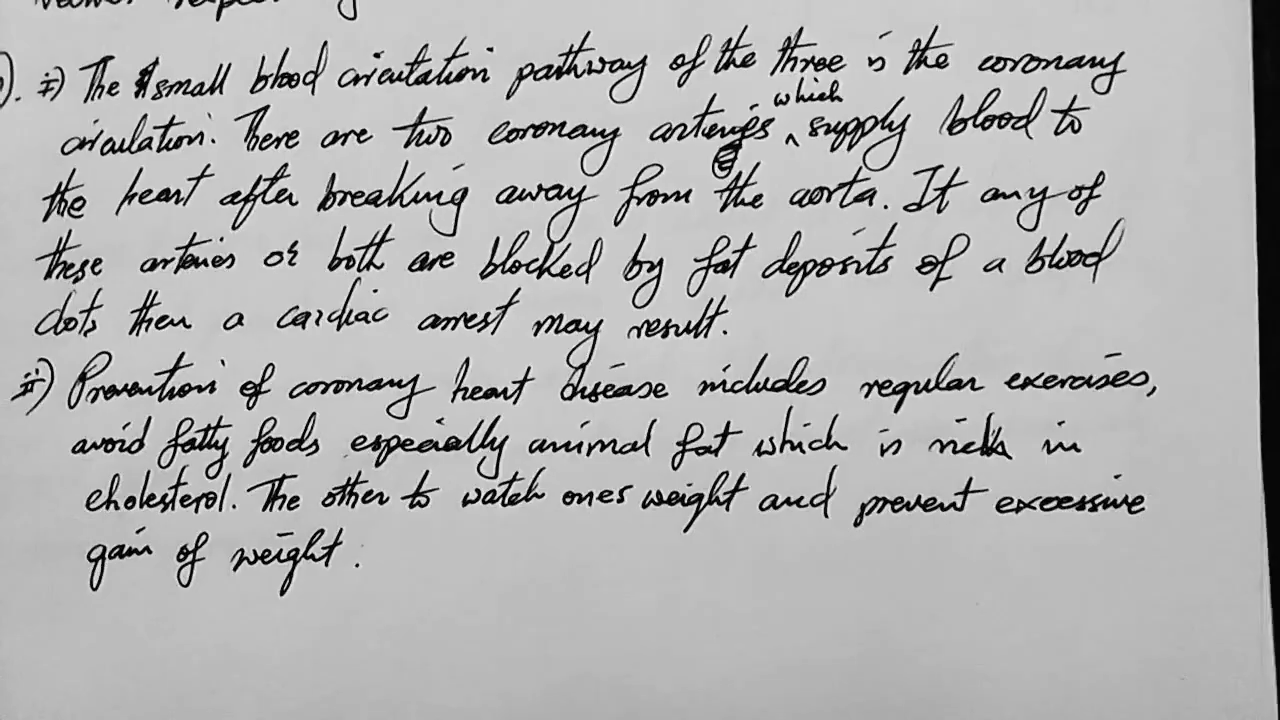 i) The small blood circulation pathway of the three is the coronary
circulation. There are two coronary arteries which supply blood to
the heart after breaking away from the aorta. If any of
these arteries or both are blocked by fat deposits of a blood
clots then a cardiac arrest may result.
ii) Prevention of coronary heart disease includes regular exercises,
avoid fatty foods especially animal fat which is rich in
cholesterol. The other to watch ones weight and prevent excessive
gain of weight.